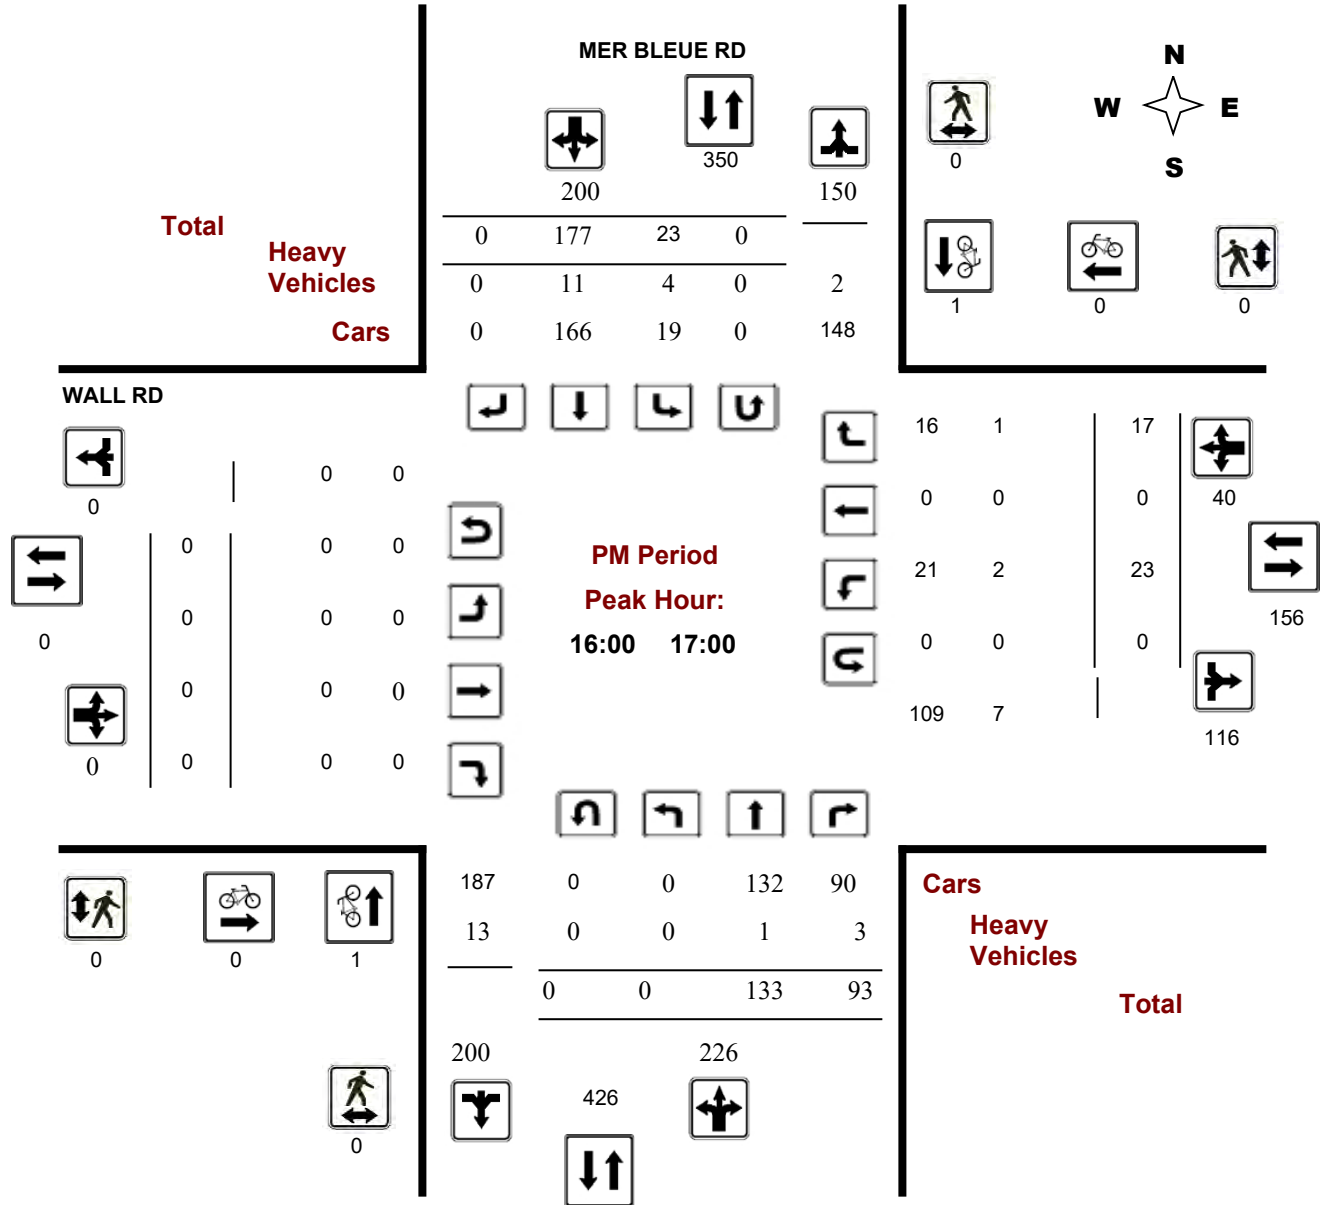 MER BLEUE RD
N
W E
S
350
0
200 150
Total
0 177 23 0
Heavy
Vehicles
0 11 4 0 2
1 0 0
Cars
0 166 19 0 148
WALL RD
16 1 17
0 0
0
0 0 0 40
0 0 0
PM Period
21 2 23
Peak Hour:
0 0 0
156
0
16:00 17:00
0 0 0
0 0 0
109 7
116
0
0 0 0
187 0 0 132 90
Cars
13 0 0 1 3
Heavy
Vehicles
0 0 1
0 0 133 93
Total
200 226
426
0